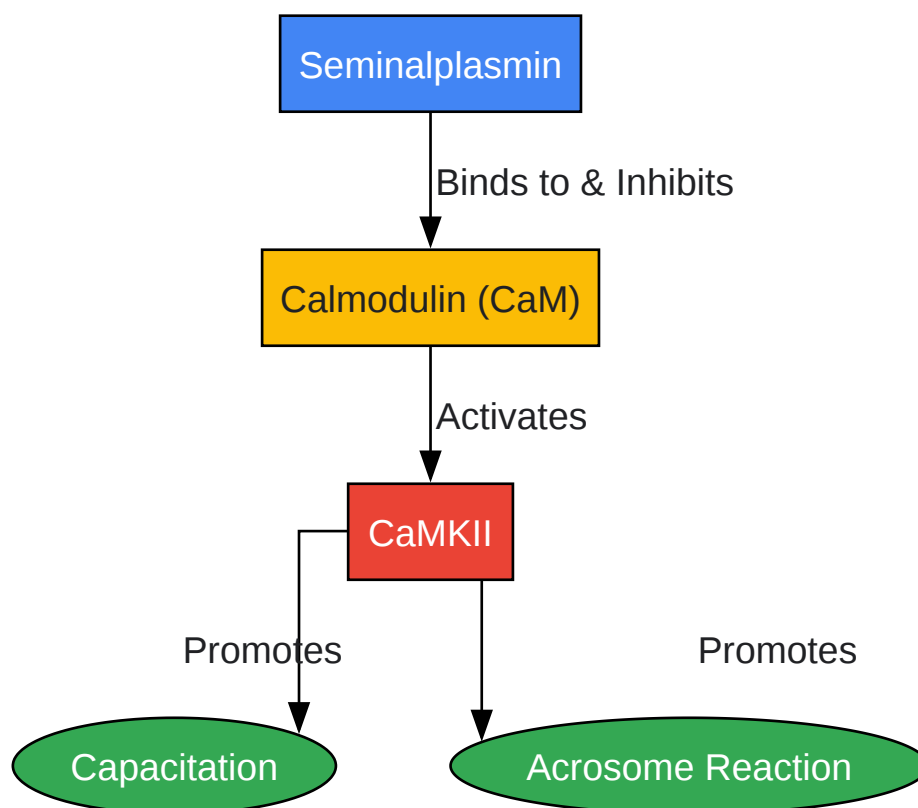 Seminalplasmin
Binds to & Inhibits
Calmodulin (CaM)
Activates
CaMKII
Promotes
Promotes
Capacitation
Acrosome Reaction